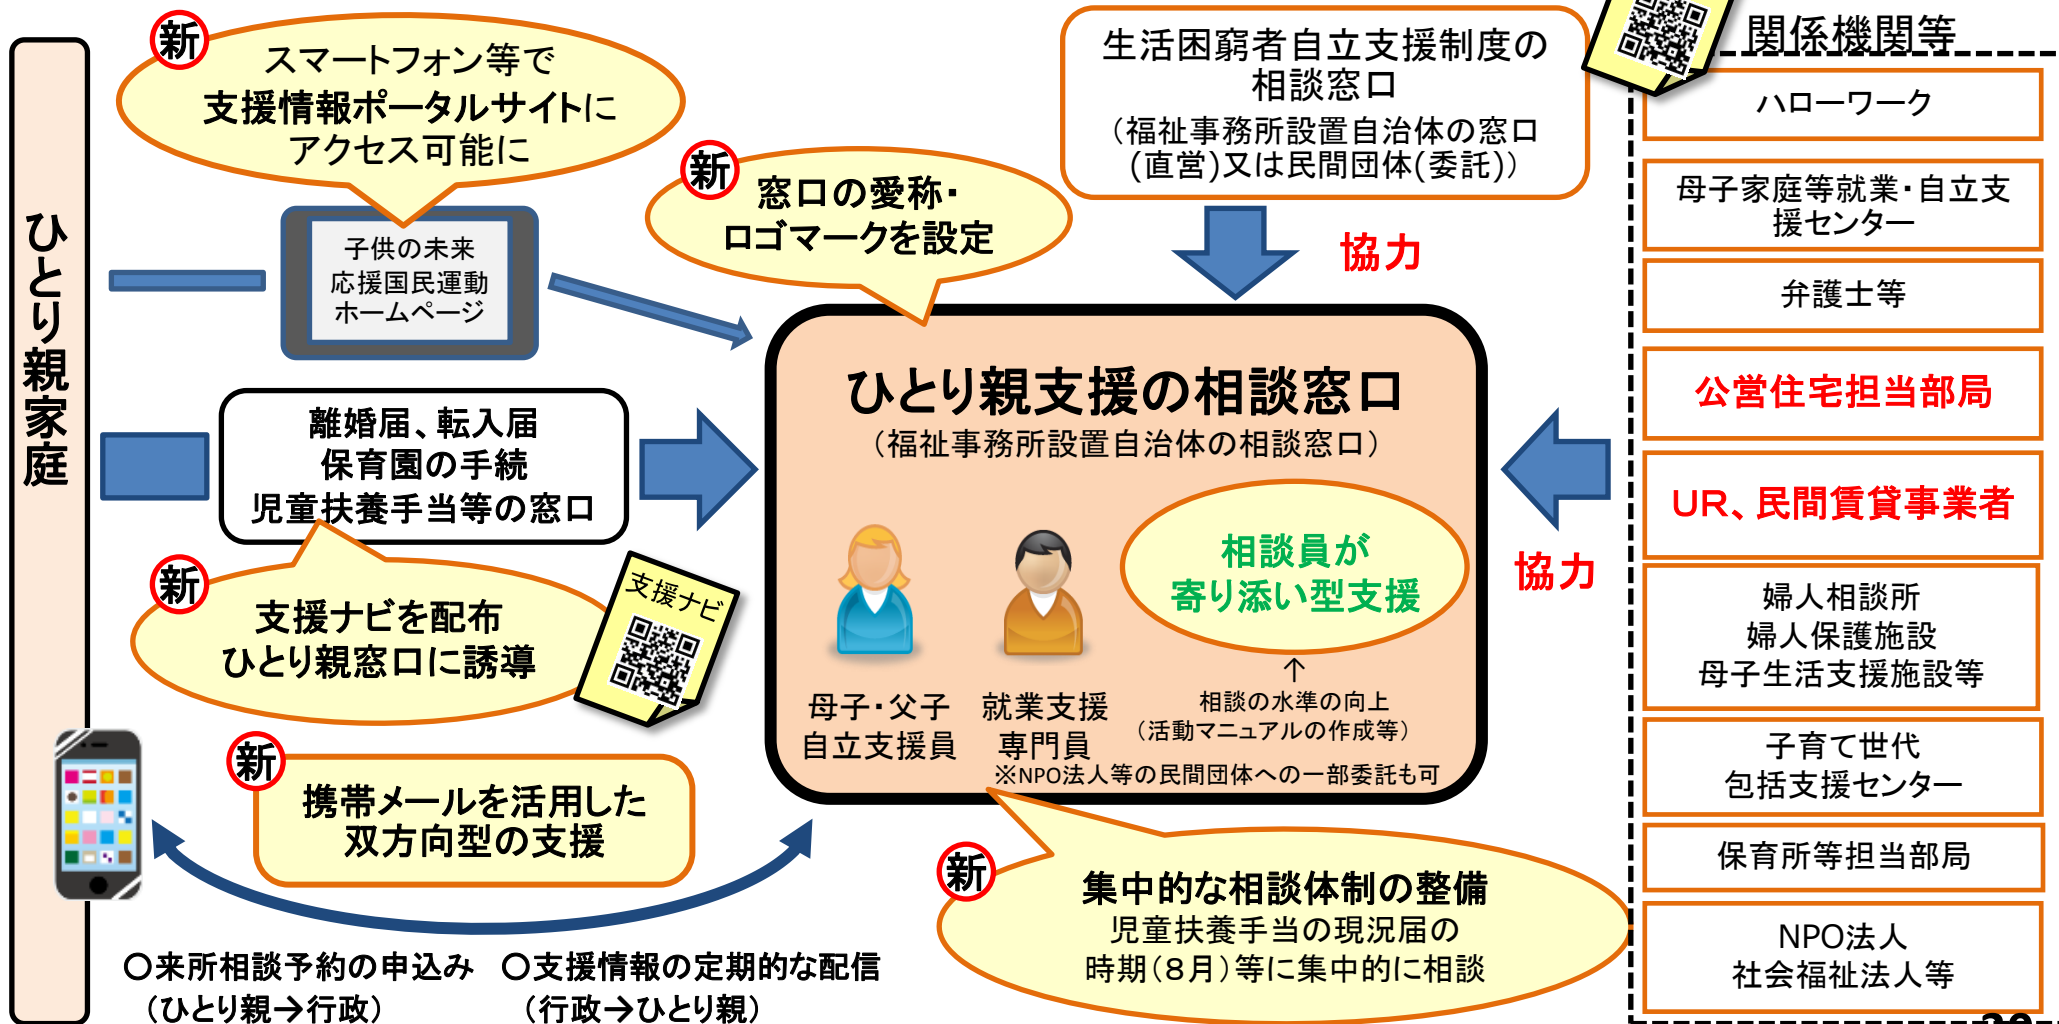 ひとり親家庭
新
スマートフォン等で
支援情報ポータルサイトに
アクセス可能に
子供の未来
応援国民運動
ホームページ
離婚届、転入届
保育園の手続
児童扶養手当等の窓口
新
支援ナビを配布
ひとり親窓口に誘導
支援ナビ
新
携帯メールを活用した
双方向型の支援
○来所相談予約の申込み
（ひとり親→行政）
○支援情報の定期的な配信
（行政→ひとり親）
新
窓口の愛称・
ロゴマークを設定
生活困窮者自立支援制度の
相談窓口
（福祉事務所設置自治体の窓口
(直営)又は民間団体(委託)）
協力
ひとり親支援の相談窓口
（福祉事務所設置自治体の相談窓口）
相談員が
寄り添い型支援
↑
相談の水準の向上
（活動マニュアルの作成等）
母子・父子
自立支援員
就業支援
専門員
※NPO法人等の民間団体への一部委託も可
新
集中的な相談体制の整備
児童扶養手当の現況届の
時期（８月）等に集中的に相談
協力
関係機関等
ハローワーク
母子家庭等就業・自立支
援センター
弁護士等
公営住宅担当部局
ＵＲ、民間賃貸事業者
婦人相談所
婦人保護施設
母子生活支援施設等
子育て世代
包括支援センター
保育所等担当部局
NPO法人
社会福祉法人等